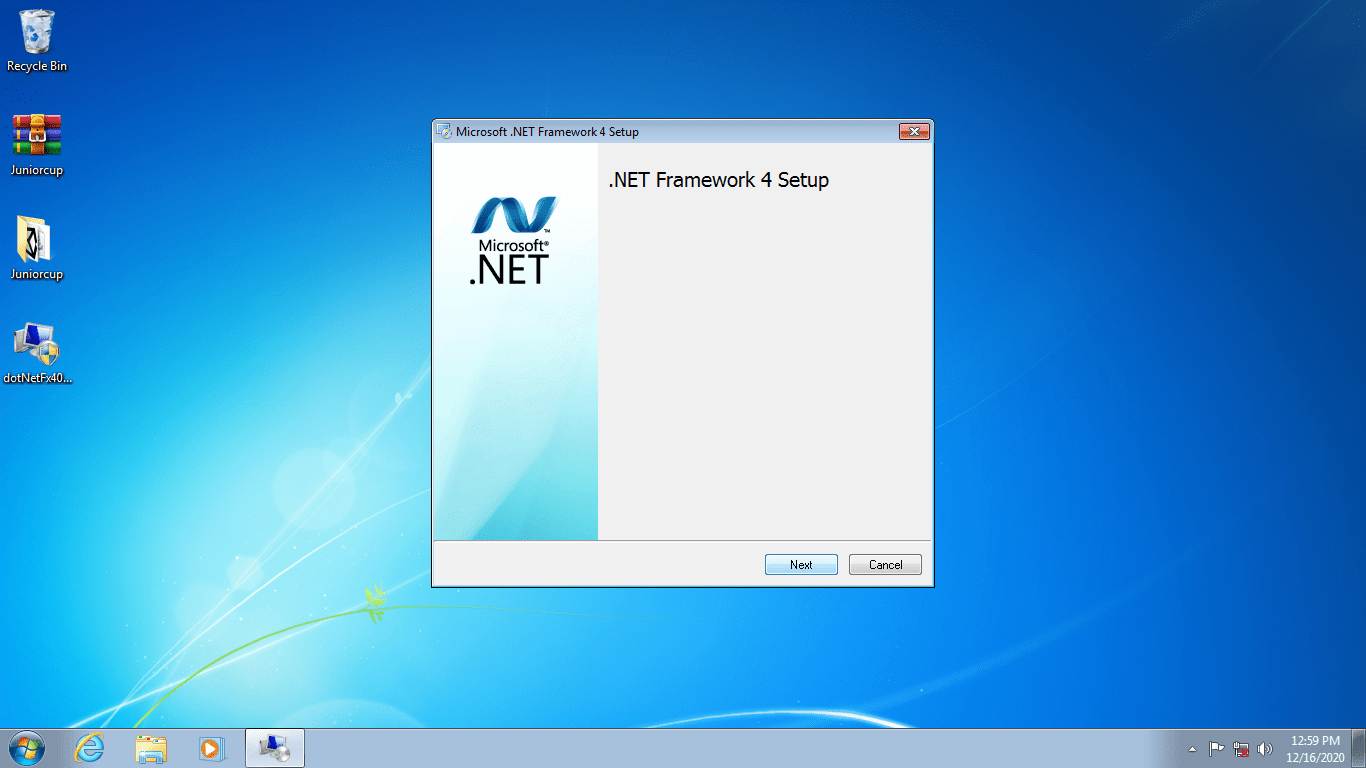 Recycle Bin
Juniorcup
Juniorcup
dotNetFx40...
Microsoft .NET Framework 4 Setup
.NET Framework 4 Setup
Microsoft®
.NET
™
Next
Cancel
12:59 PM
12/16/2020